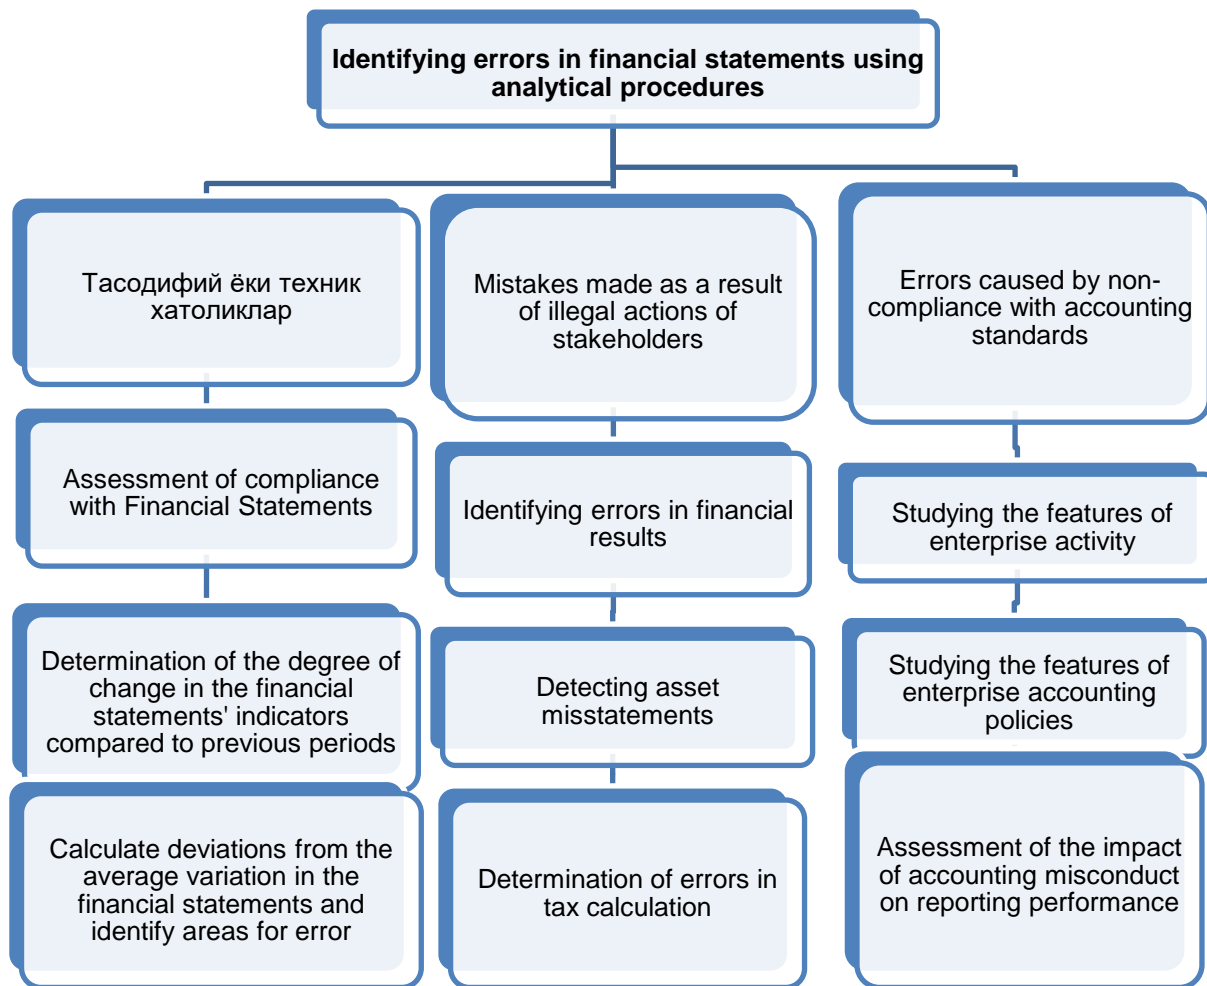 Identifying errors in financial statements using
analytical procedures
Тасодифий ёки техник
хатоликлар
Assessment of compliance
with Financial Statements
Determination of the degree of
change in the financial
statements' indicators
compared to previous periods
Calculate deviations from the
average variation in the
financial statements and
identify areas for error
Mistakes made as a result
of illegal actions of
stakeholders
Identifying errors in financial
results
Detecting asset
misstatements
Determination of errors in
tax calculation
Errors caused by non-
compliance with accounting
standards
Studying the features of
enterprise activity
Studying the features of
enterprise accounting
policies
Assessment of the impact
of accounting misconduct
on reporting performance